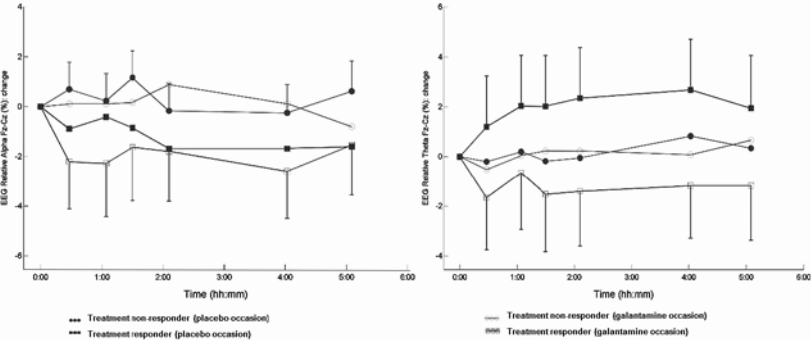 EEG Relative Alpha Fz-Cz (%): change
4
2
0
-2
-4
-6
0:00 1:00 2:00 3:00 4:00 5:00 6:00
Time (hh:mm)
EEG Relative Theta Fz-Cz (%): change
6
4
2
0
-2
-4
0:00 1:00 2:00 3:00 4:00 5:00 6:00
Time (hh:mm)
Treatment non-responder (placebo occasion)
Treatment responder (placebo occasion)
Treatment non-responder (galantamine occasion)
Treatment responder (galantamine occasion)